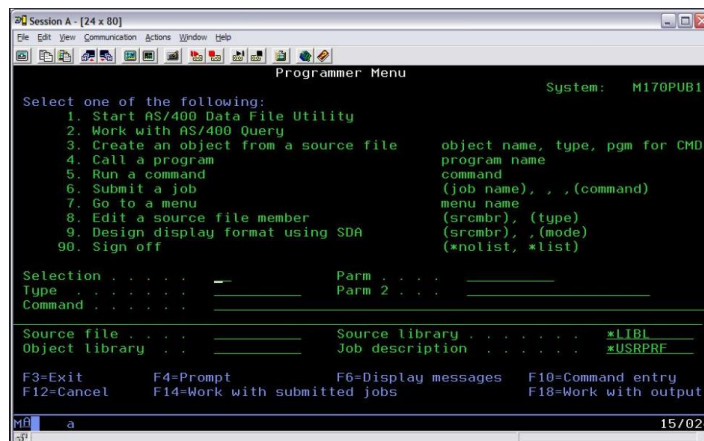 Session A - [24 x 80]
File Edit View Communication Actions Window Help
Programmer Menu
System: M170PUB1
Select one of the following:
1. Start AS/400 Data File Utility
2. Work with AS/400 Query
3. Create an object from a source file object name, type, pgm for CMD
4. Call a program program name
5. Run a command command
6. Submit a job (job name), , ,(command)
7. Go to a menu menu name
8. Edit a source file member (srcmbr), (type)
9. Design display format using SDA (srcmbr), ,(mode)
90. Sign off (*nolist, *list)
Selection . . . . . Parm . . . .
Type . . . . . . . Parm 2 . . .
Command . . . . . .
Source file . . . . Source library . . . . . . . *LIBL
Object library . . Job description . . . . . . *USRPRF
F3=Exit F4=Prompt F6=Display messages F10=Command entry
F12=Cancel F14=Work with submitted jobs F18=Work with output
MA a 15/02